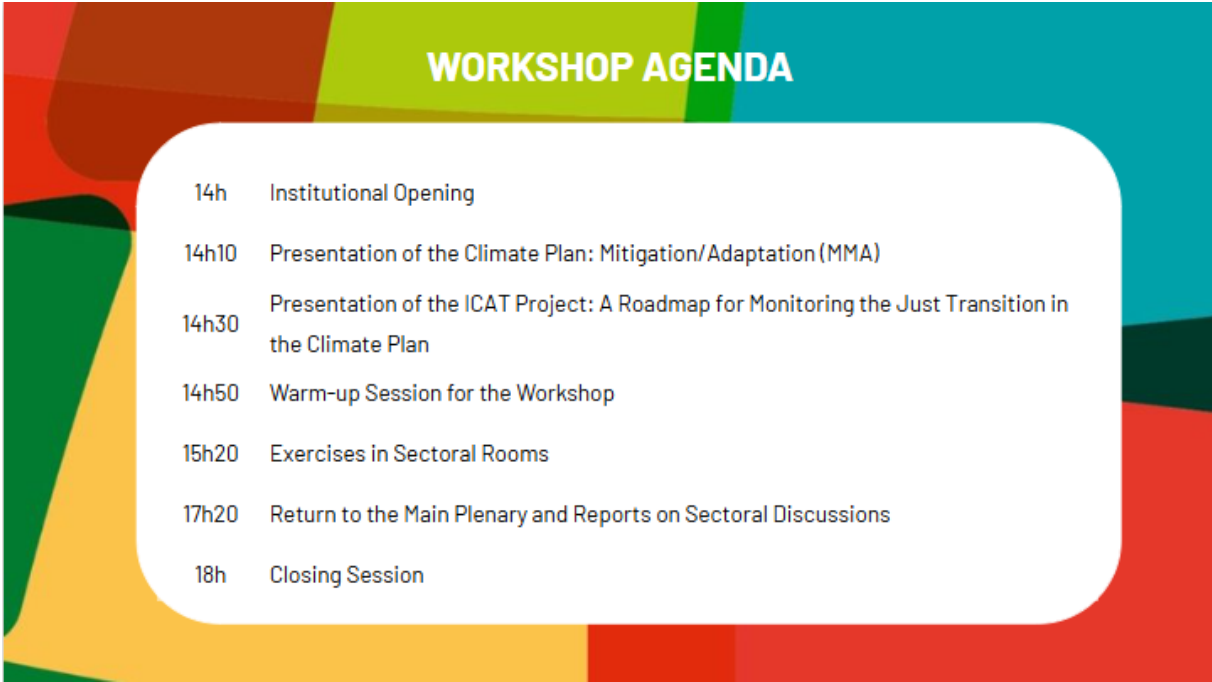 WORKSHOP AGENDA
14h Institutional Opening
14h10 Presentation of the Climate Plan: Mitigation/Adaptation (MMA)
14h30 Presentation of the ICAT Project: A Roadmap for Monitoring the Just Transition in
the Climate Plan
14h50 Warm-up Session for the Workshop
15h20 Exercises in Sectoral Rooms
17h20 Return to the Main Plenary and Reports on Sectoral Discussions
18h Closing Session